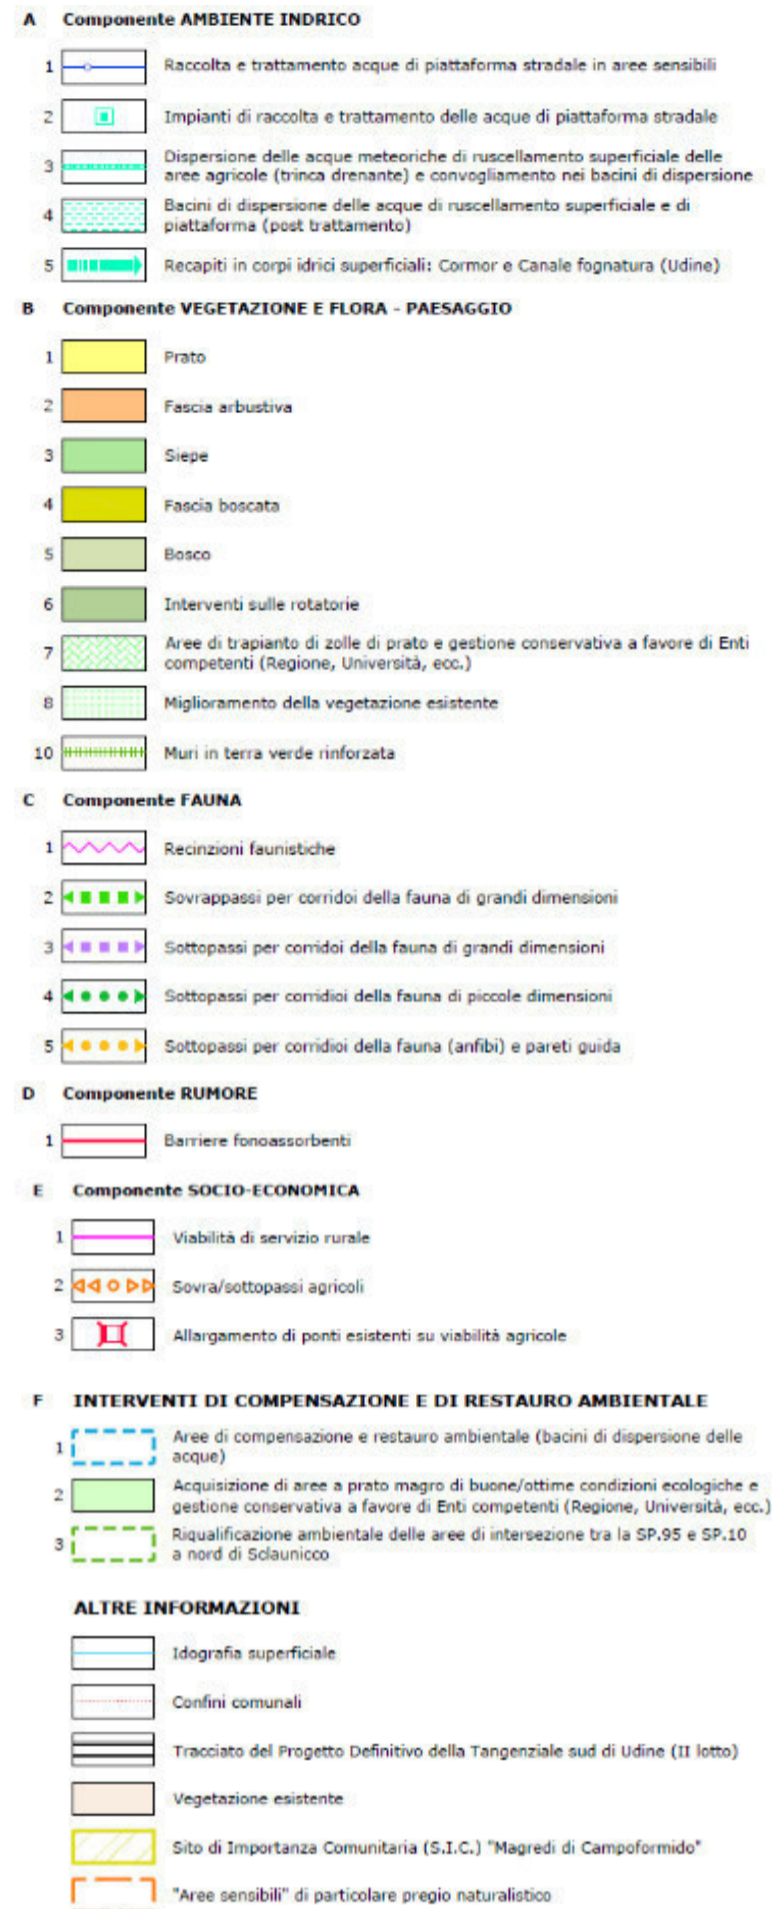 A Componente AMBIENTE INDRICO
1 Raccolta e trattamento acque di piattaforma stradale in aree sensibili
2 Impianti di raccolta e trattamento delle acque di piattaforma stradale
3 Dispersione delle acque meteoriche di ruscellamento superficiale delle
aree agricole (trinca drenante) e convogliamento nei bacini di dispersione
4 Bacini di dispersione delle acque di ruscellamento superficiale e di
piattaforma (post trattamento)
5 Recapiti in corpi idrici superficiali: Cormor e Canale fognatura (Udine)
B Componente VEGETAZIONE E FLORA - PAESAGGIO
1 Prato
2 Fascia arbustiva
3 Siepe
4 Fascia boscata
5 Bosco
6 Interventi sulle rotatorie
7 Aree di trapianto di zolle di prato e gestione conservativa a favore di Enti
competenti (Regione, Università, ecc.)
8 Miglioramento della vegetazione esistente
10 Muri in terra verde rinforzata
C Componente FAUNA
1 Recinzioni faunistiche
2 Sovrappassi per corridoi della fauna di grandi dimensioni
3 Sottopassi per corridoi della fauna di grandi dimensioni
4 Sottopassi per corridioi della fauna di piccole dimensioni
5 Sottopassi per corridioi della fauna (anfibi) e pareti guida
D Componente RUMORE
1 Barriere fonoassorbenti
E Componente SOCIO-ECONOMICA
1 Viabilità di servizio rurale
2 Sovra/sottopassi agricoli
3 Allargamento di ponti esistenti su viabilità agricole
F INTERVENTI DI COMPENSAZIONE E DI RESTAURO AMBIENTALE
1 Aree di compensazione e restauro ambientale (bacini di dispersione delle
acque)
2 Acquisizione di aree a prato magro di buone/ottime condizioni ecologiche e
gestione conservativa a favore di Enti competenti (Regione, Università, ecc.)
3 Riqualificazione ambientale delle aree di intersezione tra la SP.95 e SP.10
a nord di Sclaunicco
ALTRE INFORMAZIONI
Idografia superficiale
Confini comunali
Tracciato del Progetto Definitivo della Tangenziale sud di Udine (II lotto)
Vegetazione esistente
Sito di Importanza Comunitaria (S.I.C.) "Magredi di Campoformido"
"Aree sensibili" di particolare pregio naturalistico